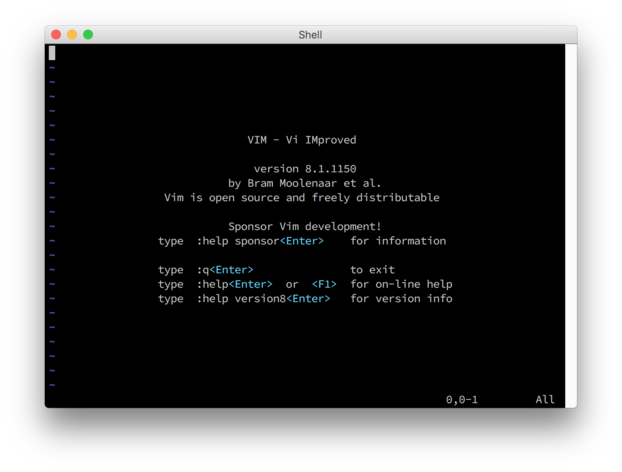 Shell
~
~
~
~
~
~ VIM - Vi IMproved
~
~ version 8.1.1150
~ by Bram Moolenaar et al.
~ Vim is open source and freely distributable
~
~ Sponsor Vim development!
~ type :help sponsor<Enter> for information
~
~ type :q<Enter> to exit
~ type :help<Enter> or <F1> for on-line help
~ type :help version8<Enter> for version info
~
~
~
~
~
~
0,0-1 All